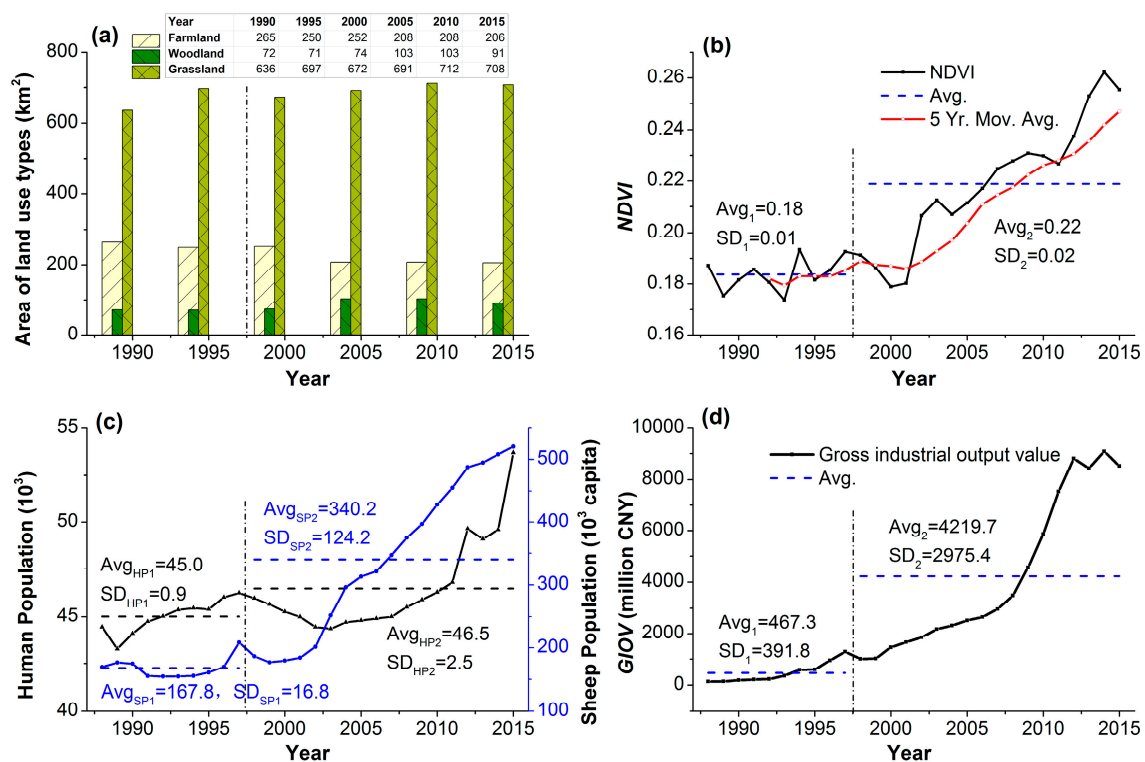 (a)
Year 1990 1995 2000 2005 2010 2015
Farmland 265 250 252 208 208 206
Woodland 72 71 74 103 103 91
Grassland 636 697 672 691 712 708
Area of land use types (km²)
800
600
400
200
0
1990 1995 2000 2005 2010 2015
Year
(b)
NDVI
Avg.
5 Yr. Mov. Avg.
NDVI
0.26
0.24
0.22
0.20
0.18
0.16
Avg₁=0.18
SD₁=0.01
Avg₂=0.22
SD₂=0.02
1990 1995 2000 2005 2010 2015
Year
(c)
Human Population (10³)
55
50
45
40
Avg_SP2=340.2
SD_SP2=124.2
Avg_HP1=45.0
SD_HP1=0.9
Avg_HP2=46.5
SD_HP2=2.5
Avg_SP1=167.8，SD_SP1=16.8
500
400
300
200
100
Sheep Population (10³ capita)
1990 1995 2000 2005 2010 2015
Year
(d)
Gross industrial output value
Avg.
GIOV (million CNY)
10000
8000
6000
4000
2000
0
Avg₂=4219.7
SD₂=2975.4
Avg₁=467.3
SD₁=391.8
1990 1995 2000 2005 2010 2015
Year